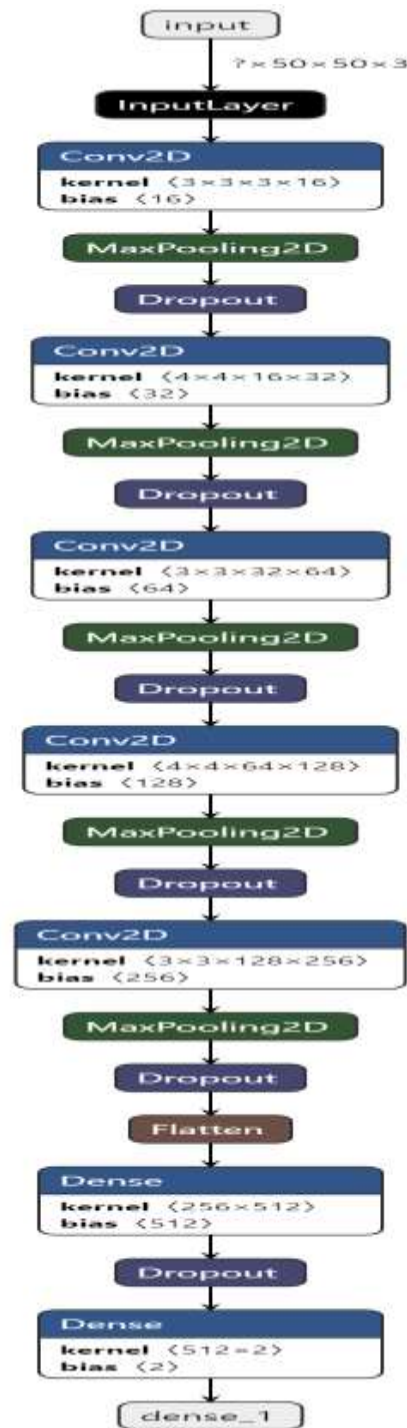 input
?×50×50×3
InputLayer
Conv2D
kernel ⟨3×3×3×16⟩
bias ⟨16⟩
MaxPooling2D
Dropout
Conv2D
kernel ⟨4×4×16×32⟩
bias ⟨32⟩
MaxPooling2D
Dropout
Conv2D
kernel ⟨3×3×32×64⟩
bias ⟨64⟩
MaxPooling2D
Dropout
Conv2D
kernel ⟨4×4×64×128⟩
bias ⟨128⟩
MaxPooling2D
Dropout
Conv2D
kernel ⟨3×3×128×256⟩
bias ⟨256⟩
MaxPooling2D
Dropout
Flatten
Dense
kernel ⟨256×512⟩
bias ⟨512⟩
Dropout
Dense
kernel ⟨512×2⟩
bias ⟨2⟩
dense_1